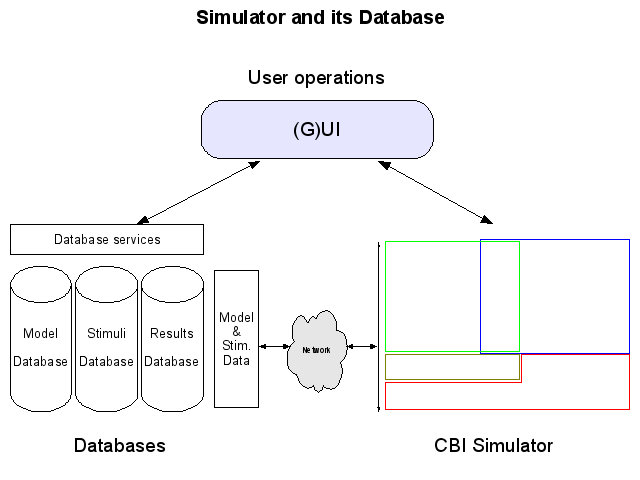 Simulator and its Database
User operations
(G)UI
Database services
Model
Database
Stimuli
Database
Results
Database
Model
&
Stim.
Data
Network
Databases
CBI Simulator